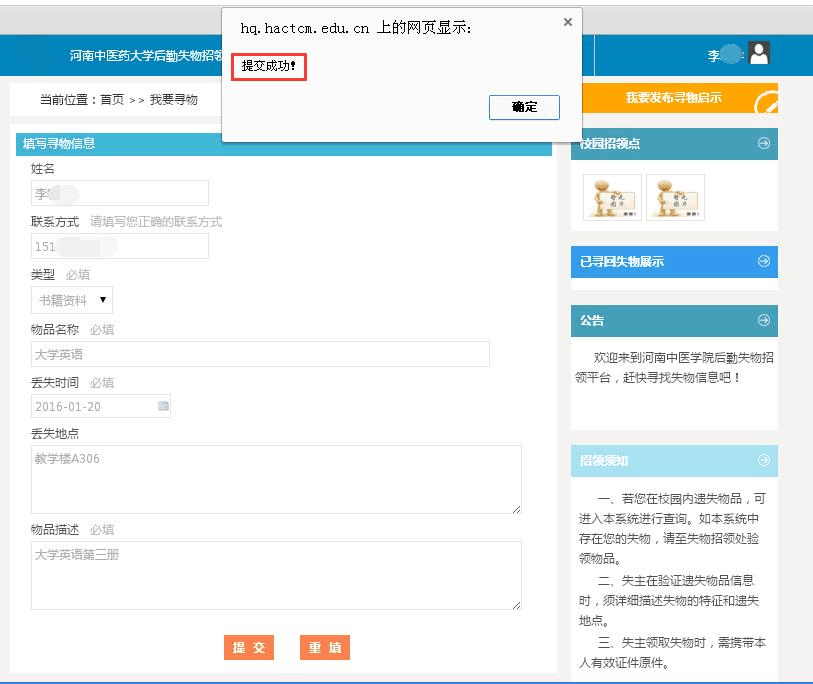 hq.hactcm.edu.cn 上的网页显示:
提交成功!
确定
河南中医药大学后勤失物招领
李
当前位置：首页 >> 我要寻物
我要发布寻物启示
填写寻物信息
姓名
李
联系方式 请填写您正确的联系方式
151
类型 必填
书籍资料
物品名称 必填
大学英语
丢失时间 必填
2016-01-20
丢失地点
教学楼A306
物品描述 必填
大学英语第三册
提 交
重 填
校园招领点
暂无
图片
暂无
图片
已寻回失物展示
公告
欢迎来到河南中医学院后勤失物招
领平台，赶快寻找失物信息吧！
招领须知
一、若您在校园内遗失物品，可
进入本系统进行查询。如本系统中
存在您的失物，请至失物招领处验
领物品。
二、失主在验证遗失物品信息
时，须详细描述失物的特征和遗失
地点。
三、失主领取失物时，需携带本
人有效证件原件。